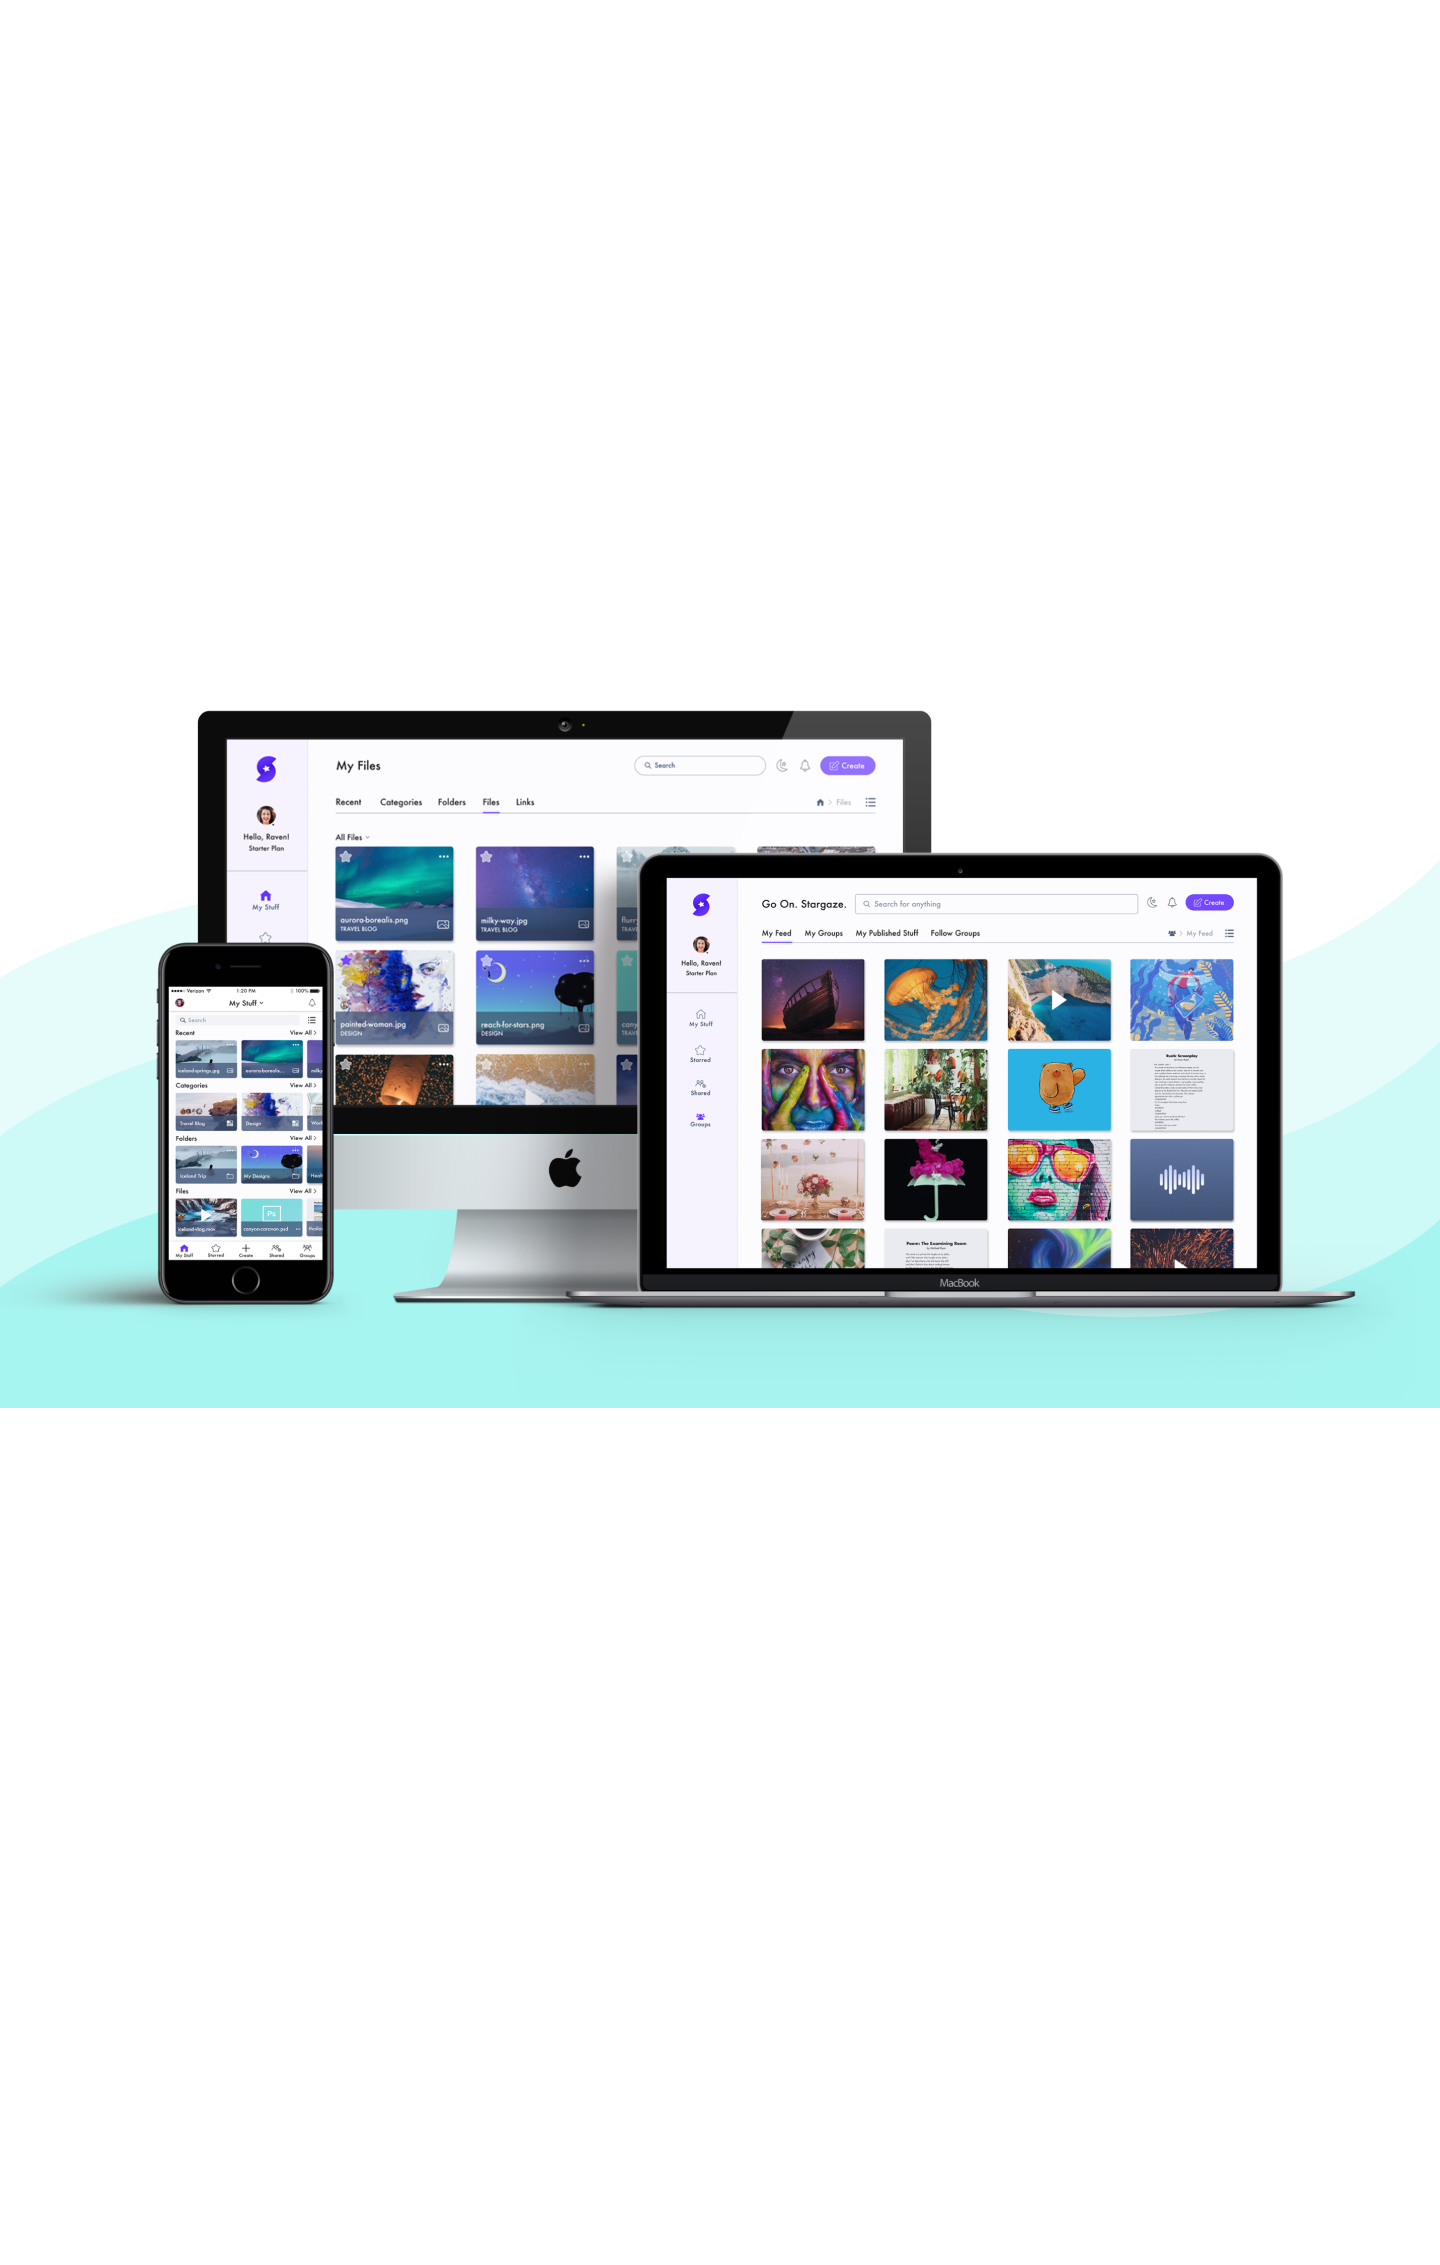 My Files
Search
Create
Hello, Raven!
Starter Plan
Recent
Categories
Folders
Files
Links
Files
All Files
My Stuff
aurora-borealis.png
TRAVEL BLOG
milky-way.jpg
TRAVEL BLOG
painted-woman.jpg
DESIGN
reach-for-stars.png
DESIGN
Verizon
1:20 PM
100%
My Stuff
Search
Recent
View All
iceland-springs.jpg
aurora-borealis...
Categories
View All
Travel Blog
Design
Folders
View All
Iceland Trip
My Designs
Files
View All
Ps
iceland-vlog.mov
canyon-caravan.psd
My Stuff
Starred
Create
Shared
Groups
Go On. Stargaze.
Search for anything
Create
Hello, Raven!
Starter Plan
My Feed
My Groups
My Published Stuff
Follow Groups
My Feed
My Stuff
Starred
Shared
Groups
Rustic Screenplay
Poem: The Examining Room
MacBook